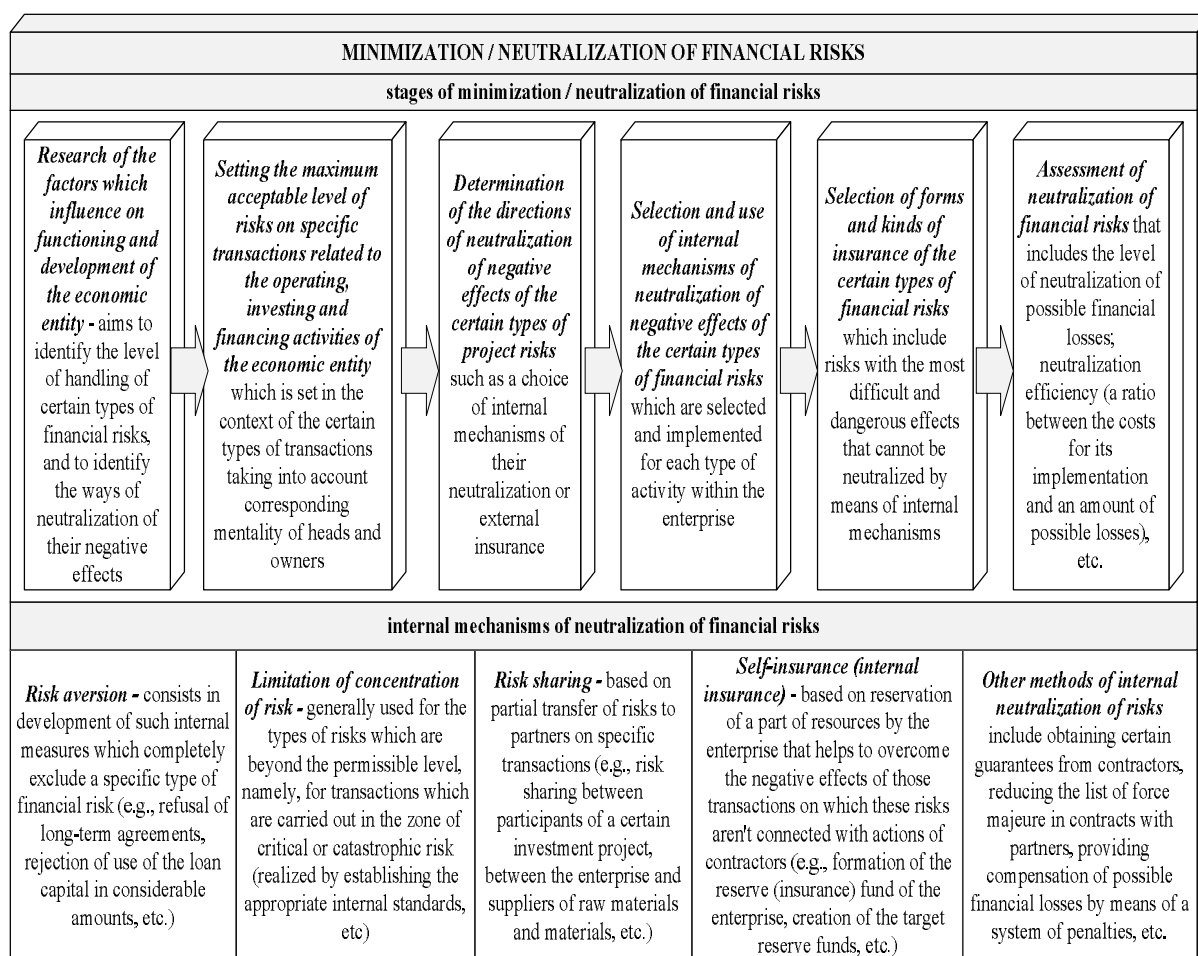 MINIMIZATION / NEUTRALIZATION OF FINANCIAL RISKS
stages of minimization / neutralization of financial risks
Research of the
factors which
influence on
functioning and
development of
the economic
entity - aims to
identify the level
of handling of
certain types of
financial risks,
and to identify
the ways of
neutralization of
their negative
effects
Setting the maximum
acceptable level of
risks on specific
transactions related to
the operating,
investing and
financing activities of
the economic entity
which is set in the
context of the certain
types of transactions
taking into account
corresponding
mentality of heads and
owners
Determination
of the directions
of neutralization
of negative
effects of the
certain types of
project risks
such as a choice
of internal
mechanisms of
their
neutralization or
external
insurance
Selection and use
of internal
mechanisms of
neutralization of
negative effects of
the certain types
of financial risks
which are selected
and implemented
for each type of
activity within the
enterprise
Selection of forms
and kinds of
insurance of the
certain types of
financial risks
which include
risks with the most
difficult and
dangerous effects
that cannot be
neutralized by
means of internal
mechanisms
Assessment of
neutralization of
financial risks that
includes the level
of neutralization of
possible financial
losses;
neutralization
efficiency (a ratio
between the costs
for its
implementation
and an amount of
possible losses),
etc.
internal mechanisms of neutralization of financial risks
Risk aversion - consists in
development of such internal
measures which completely
exclude a specific type of
financial risk (e.g., refusal of
long-term agreements,
rejection of use of the loan
capital in considerable
amounts, etc.)
Limitation of concentration
of risk - generally used for the
types of risks which are
beyond the permissible level,
namely, for transactions which
are carried out in the zone of
critical or catastrophic risk
(realized by establishing the
appropriate internal standards,
etc)
Risk sharing - based on
partial transfer of risks to
partners on specific
transactions (e.g., risk
sharing between
participants of a certain
investment project,
between the enterprise and
suppliers of raw materials
and materials, etc.)
Self-insurance (internal
insurance) - based on reservation
of a part of resources by the
enterprise that helps to overcome
the negative effects of those
transactions on which these risks
aren't connected with actions of
contractors (e.g., formation of the
reserve (insurance) fund of the
enterprise, creation of the target
reserve funds, etc.)
Other methods of internal
neutralization of risks
include obtaining certain
guarantees from contractors,
reducing the list of force
majeure in contracts with
partners, providing
compensation of possible
financial losses by means of a
system of penalties, etc.